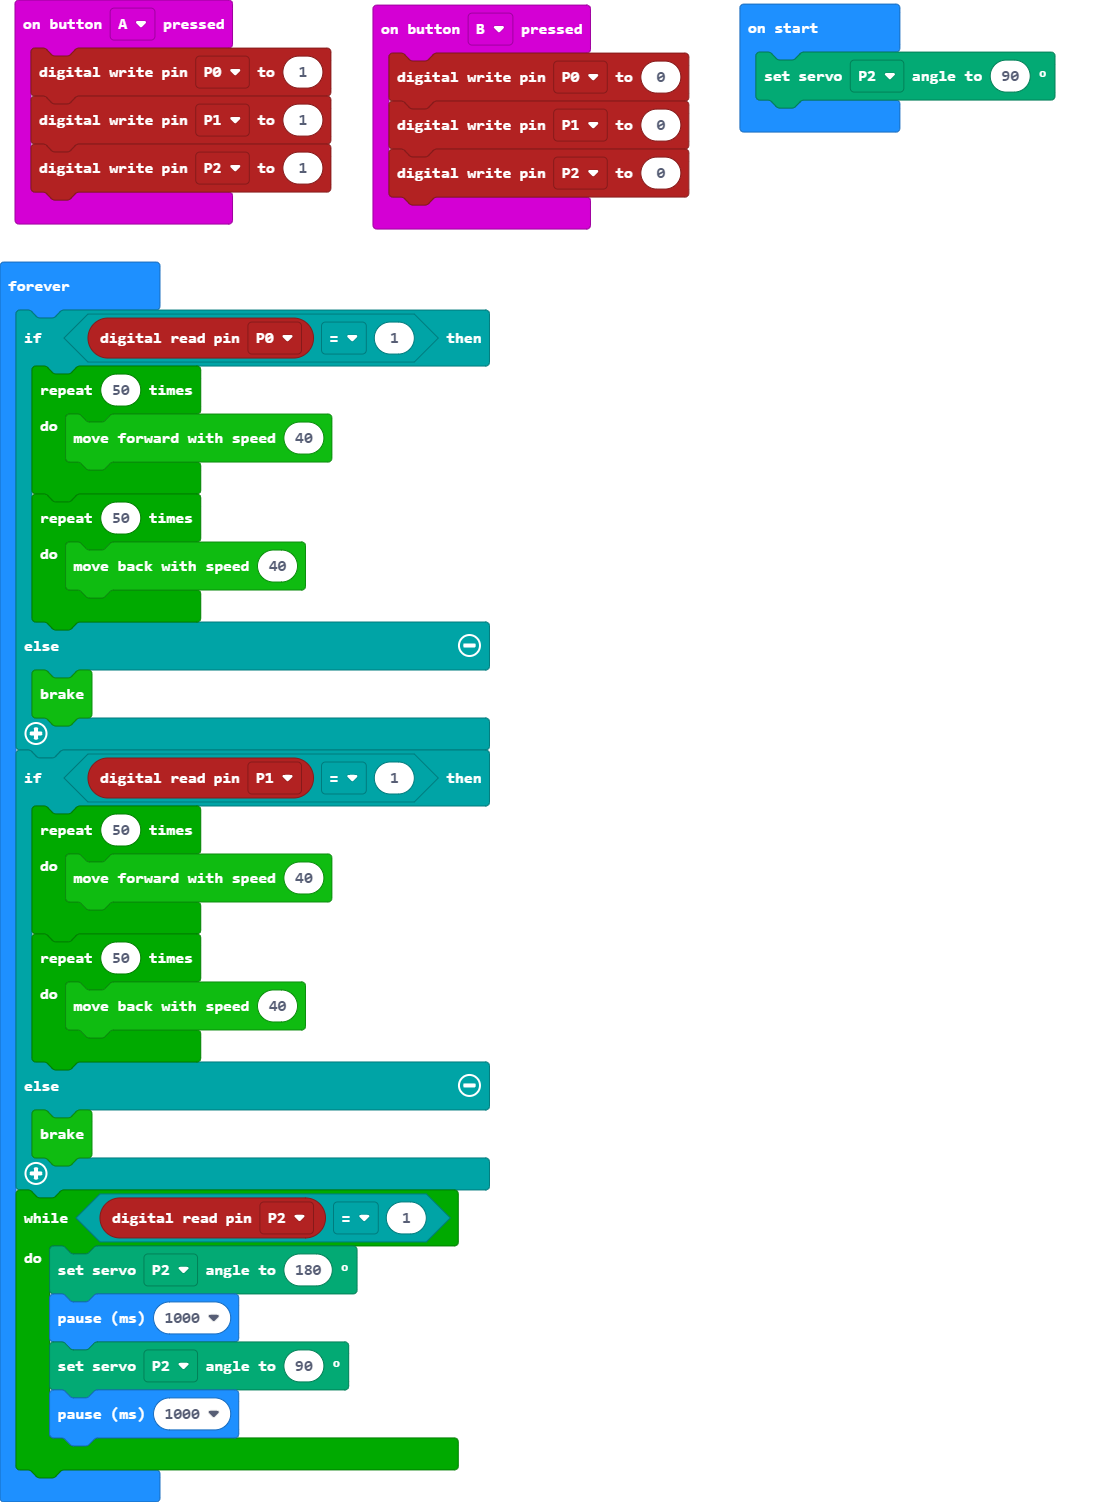 on button A pressed
digital write pin P0 to 1
digital write pin P1 to 1
digital write pin P2 to 1
on button B pressed
digital write pin P0 to 0
digital write pin P1 to 0
digital write pin P2 to 0
on start
set servo P2 angle to 90 °
forever
if digital read pin P0 = 1 then
repeat 50 times
do move forward with speed 40
repeat 50 times
do move back with speed 40
else
brake
if digital read pin P1 = 1 then
repeat 50 times
do move forward with speed 40
repeat 50 times
do move back with speed 40
else
brake
while digital read pin P2 = 1
do set servo P2 angle to 180 °
pause (ms) 1000
set servo P2 angle to 90 °
pause (ms) 1000